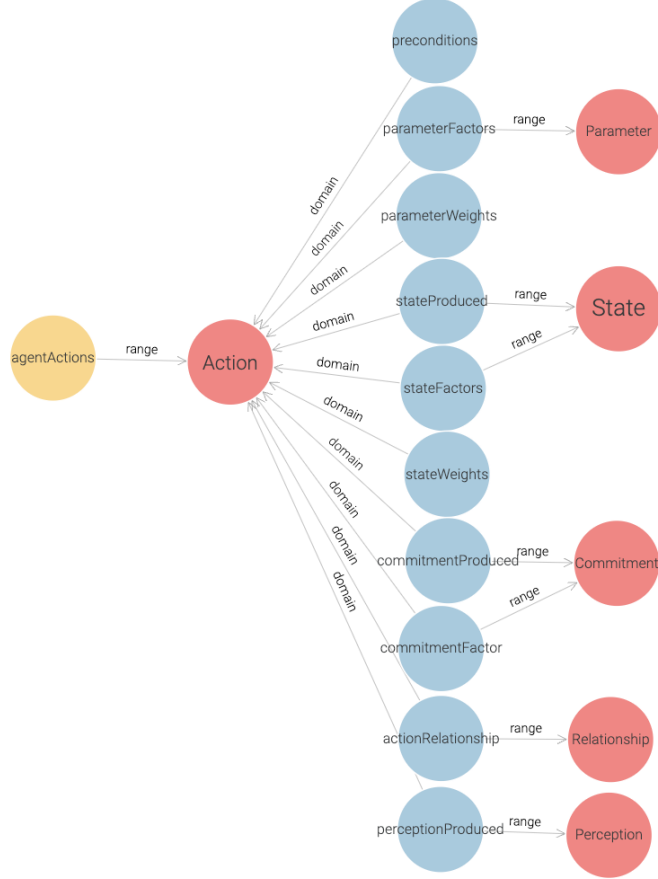 preconditions
parameterFactors
range
Parameter
domain
domain
parameterWeights
domain
stateProduced
range
State
domain
range
agentActions
range
Action
domain
stateFactors
domain
stateWeights
domain
commitmentProduced
range
Commitment
domain
range
domain
commitmentFactor
domain
actionRelationship
range
Relationship
perceptionProduced
range
Perception